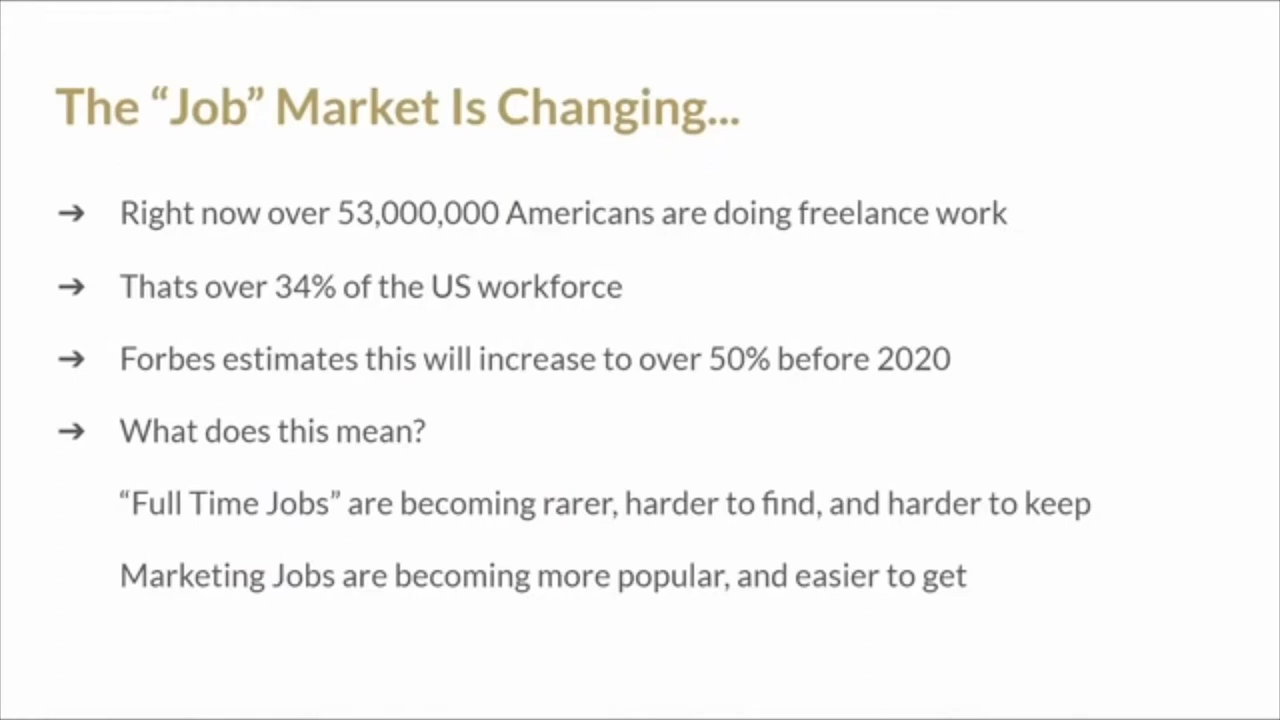 The “Job” Market Is Changing...
➔ Right now over 53,000,000 Americans are doing freelance work
➔ Thats over 34% of the US workforce
➔ Forbes estimates this will increase to over 50% before 2020
➔ What does this mean?
“Full Time Jobs” are becoming rarer, harder to find, and harder to keep
Marketing Jobs are becoming more popular, and easier to get